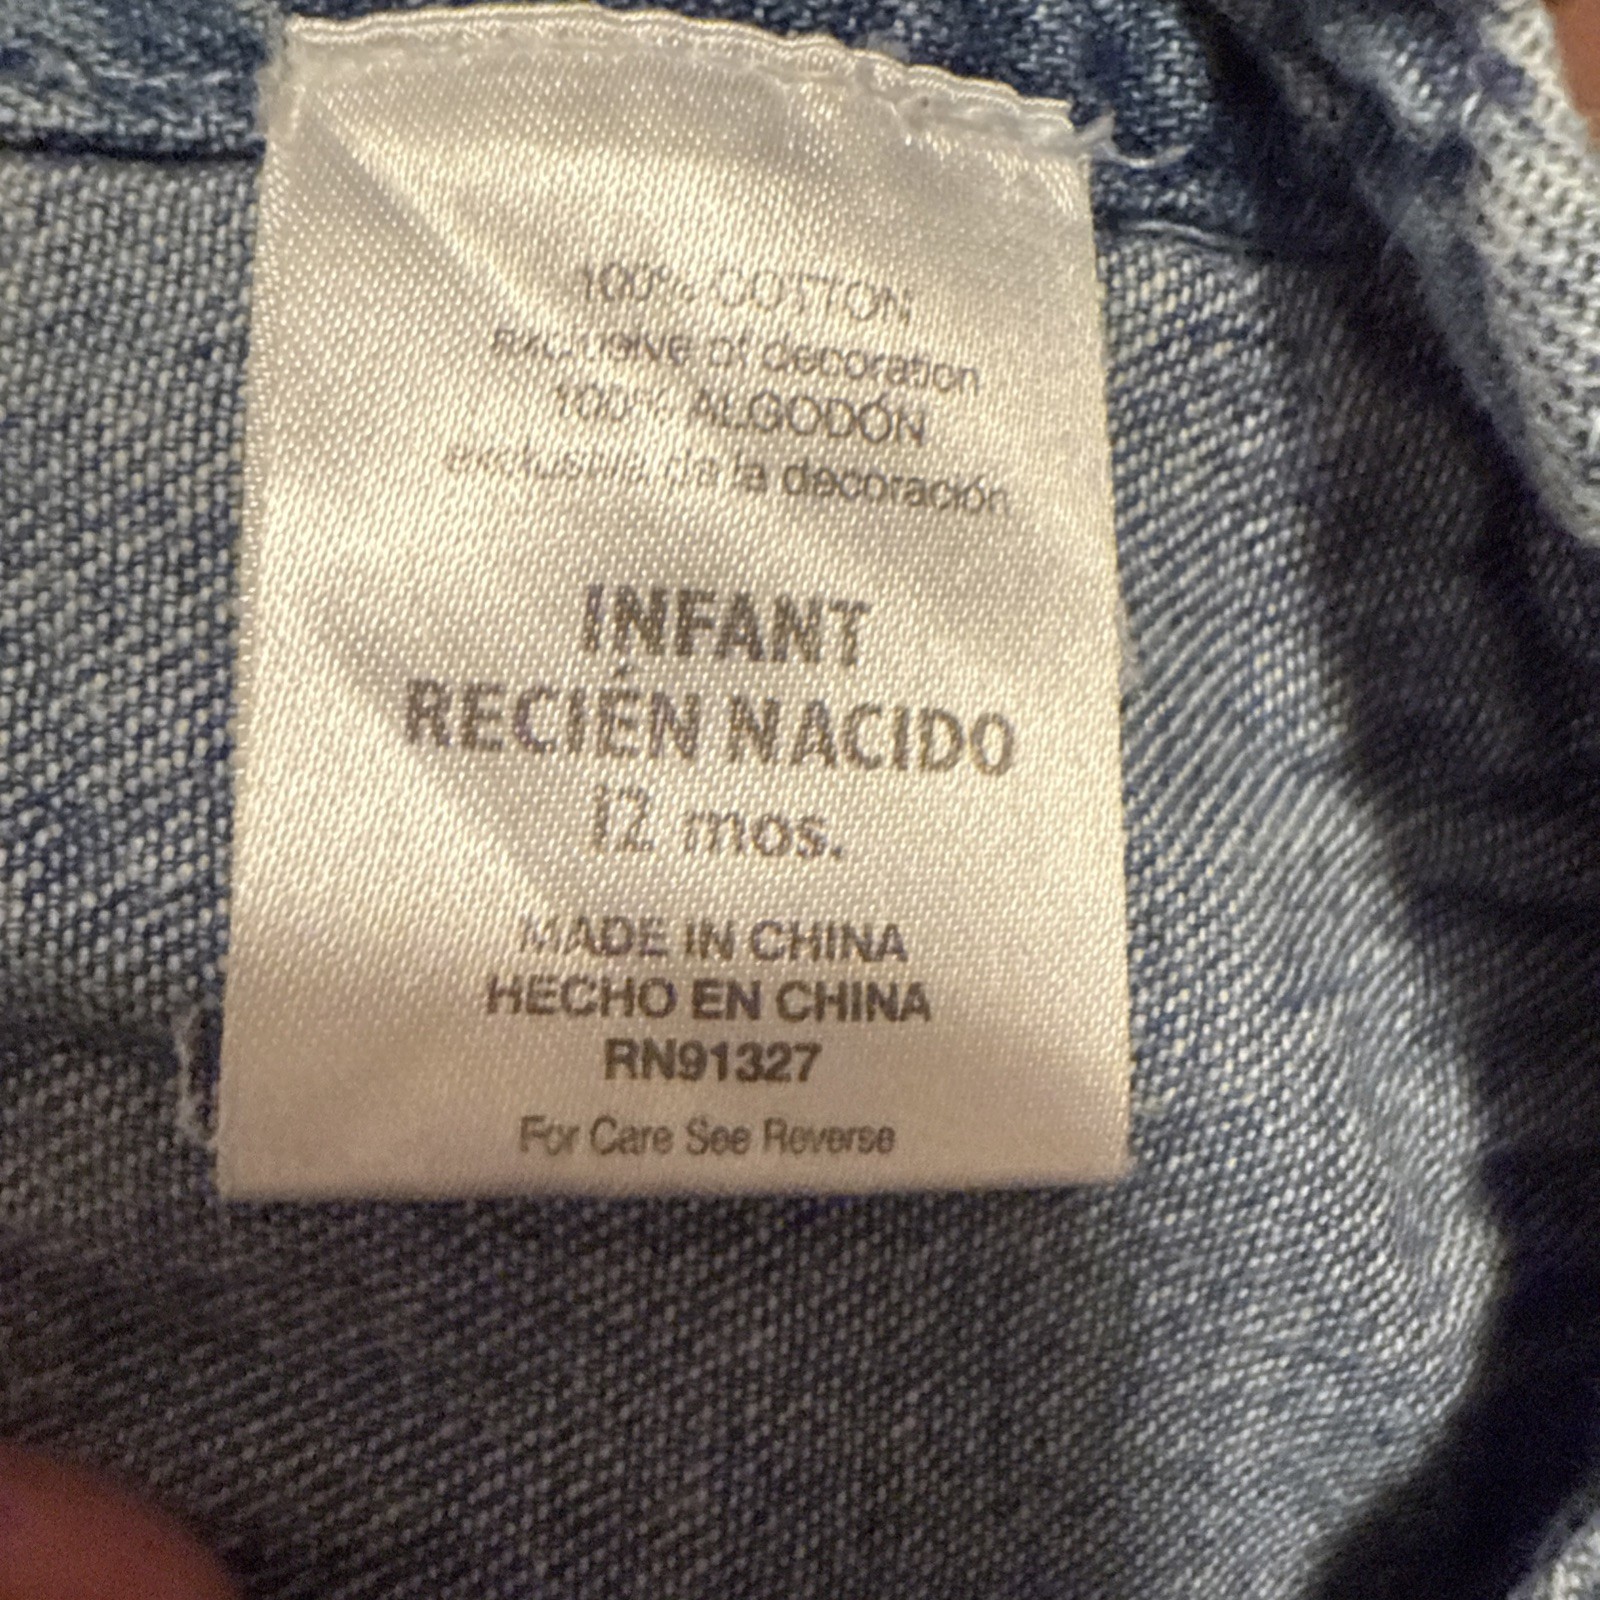 100% COTTON
exclusive of decoration
100% ALGODÓN
exclusiva de la decoración
INFANT
RECIÉN NACIDO
12 mos.
MADE IN CHINA
HECHO EN CHINA
RN91327
For Care See Reverse